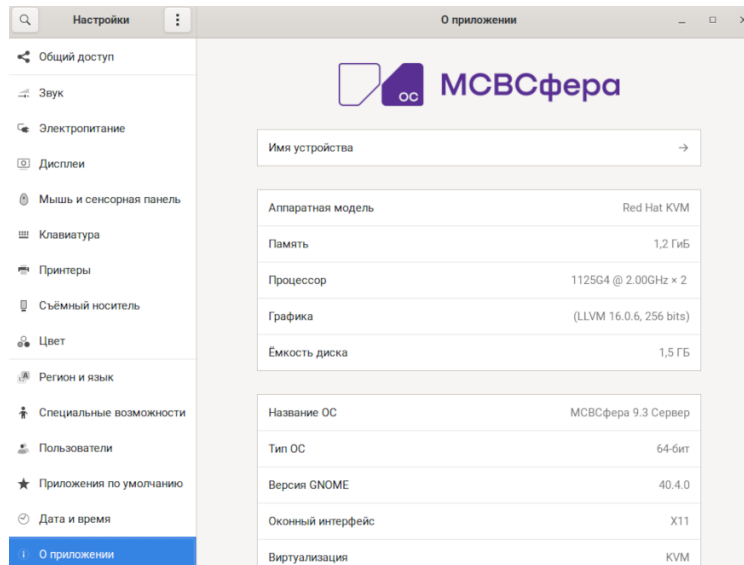 Настройки
О приложении
Общий доступ
Звук
Электропитание
Дисплеи
Мышь и сенсорная панель
Клавиатура
Принтеры
Съёмный носитель
Цвет
Регион и язык
Специальные возможности
Пользователи
Приложения по умолчанию
Дата и время
О приложении
ОС МСВСфера
Имя устройства
Аппаратная модель Red Hat KVM
Память 1,2 ГиБ
Процессор 1125G4 @ 2.00GHz × 2
Графика (LLVM 16.0.6, 256 bits)
Ёмкость диска 1,5 ГБ
Название ОС МСВСфера 9.3 Сервер
Тип ОС 64-бит
Версия GNOME 40.4.0
Оконный интерфейс X11
Виртуализация KVM